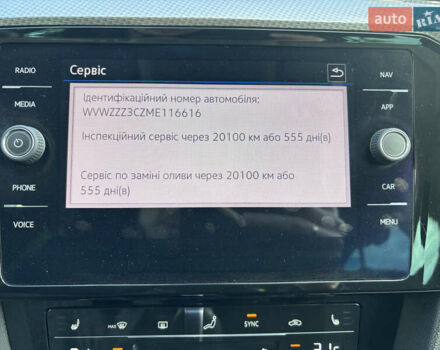 auto RIA
RADIO
Сервіс
NAV
MEDIA
Ідентифікаційний номер автомобіля:
WVWZZZ3CZME116616
APP
Інспекційний сервіс через 20100 км або 555 дні(в)
PHONE
Сервіс по заміні оливи через 20100 км або
555 дні(в)
CAR
VOICE
MENU
MAX
SYNC